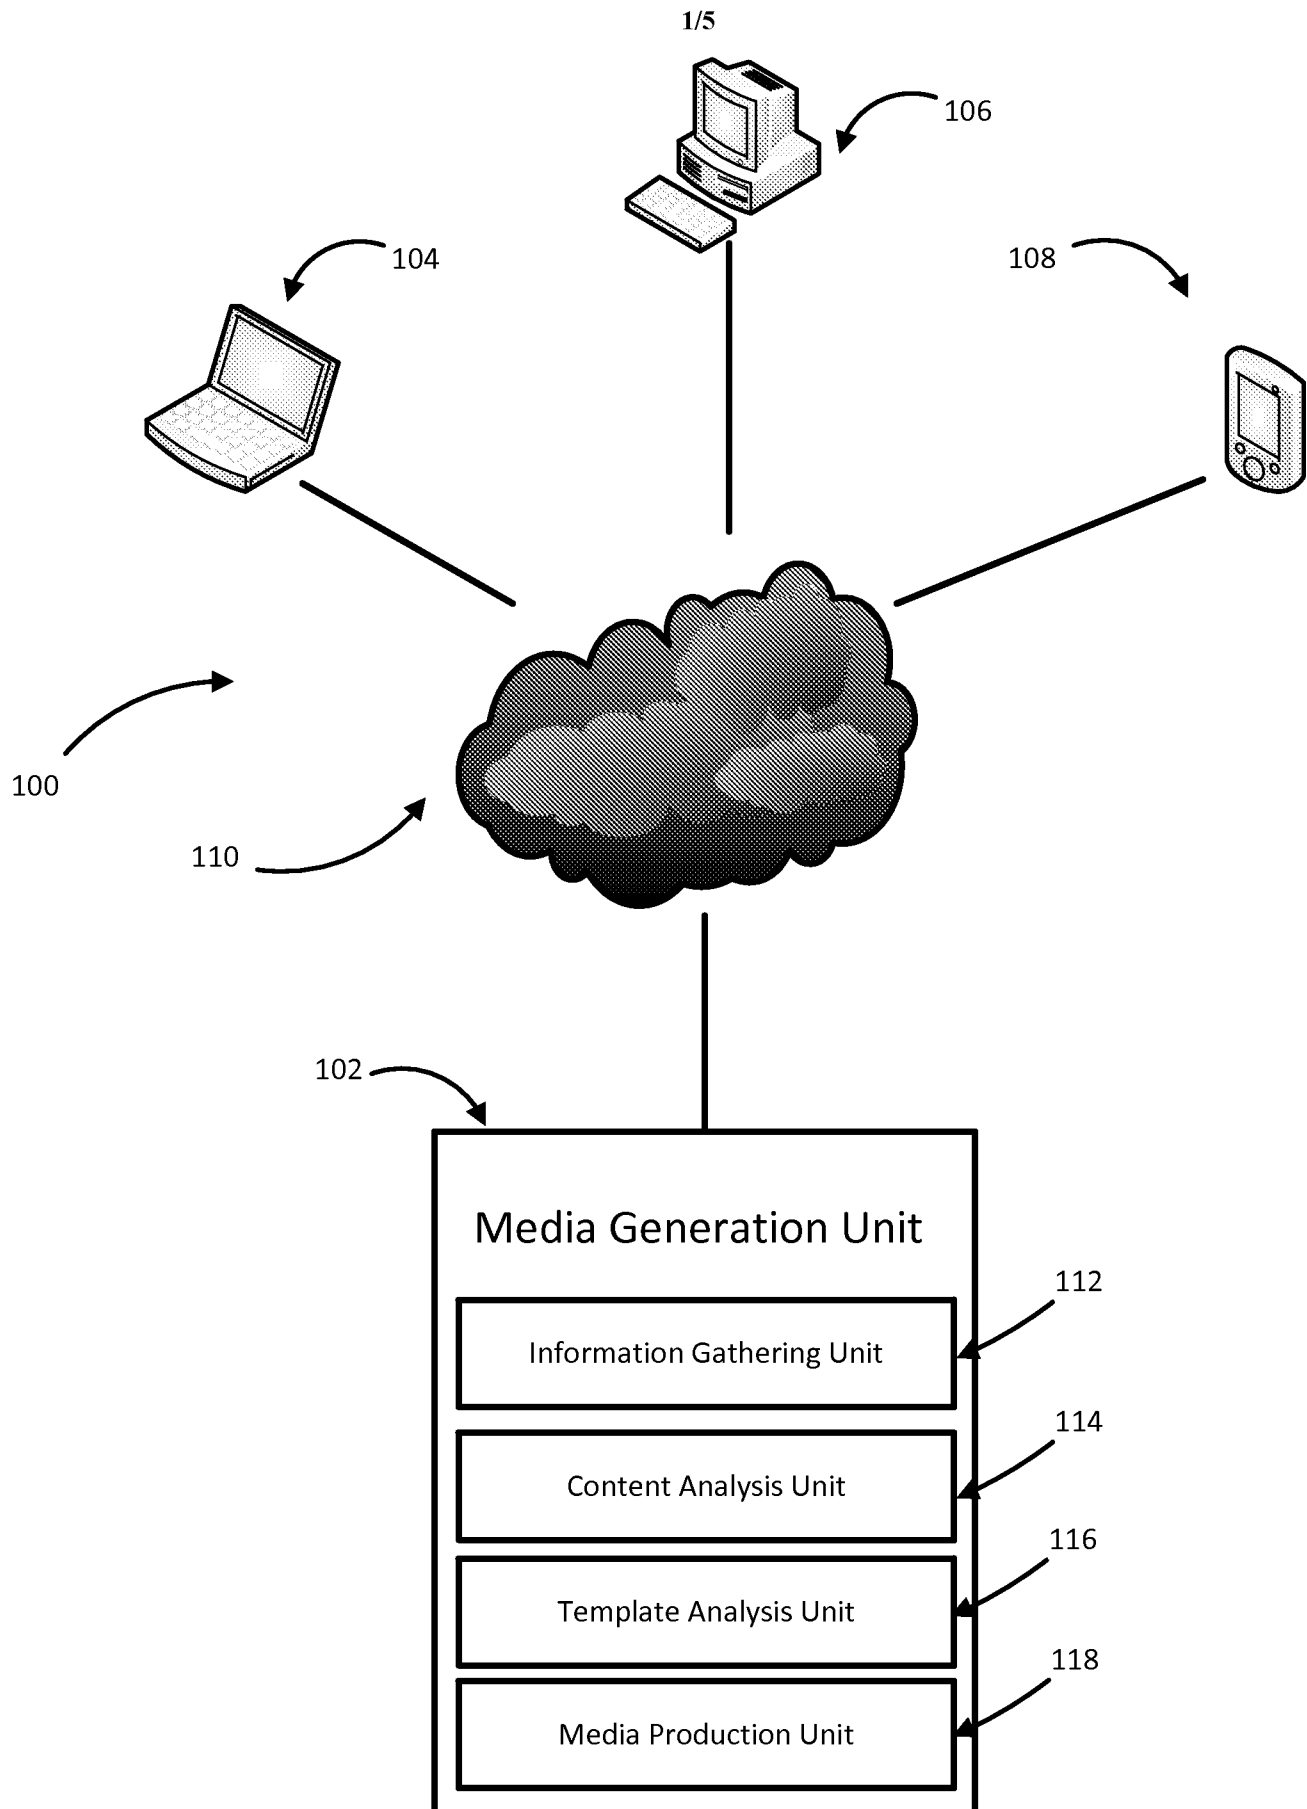 1/5
106
104
108
100
110
102
Media Generation Unit
112
Information Gathering Unit
114
Content Analysis Unit
116
Template Analysis Unit
118
Media Production Unit